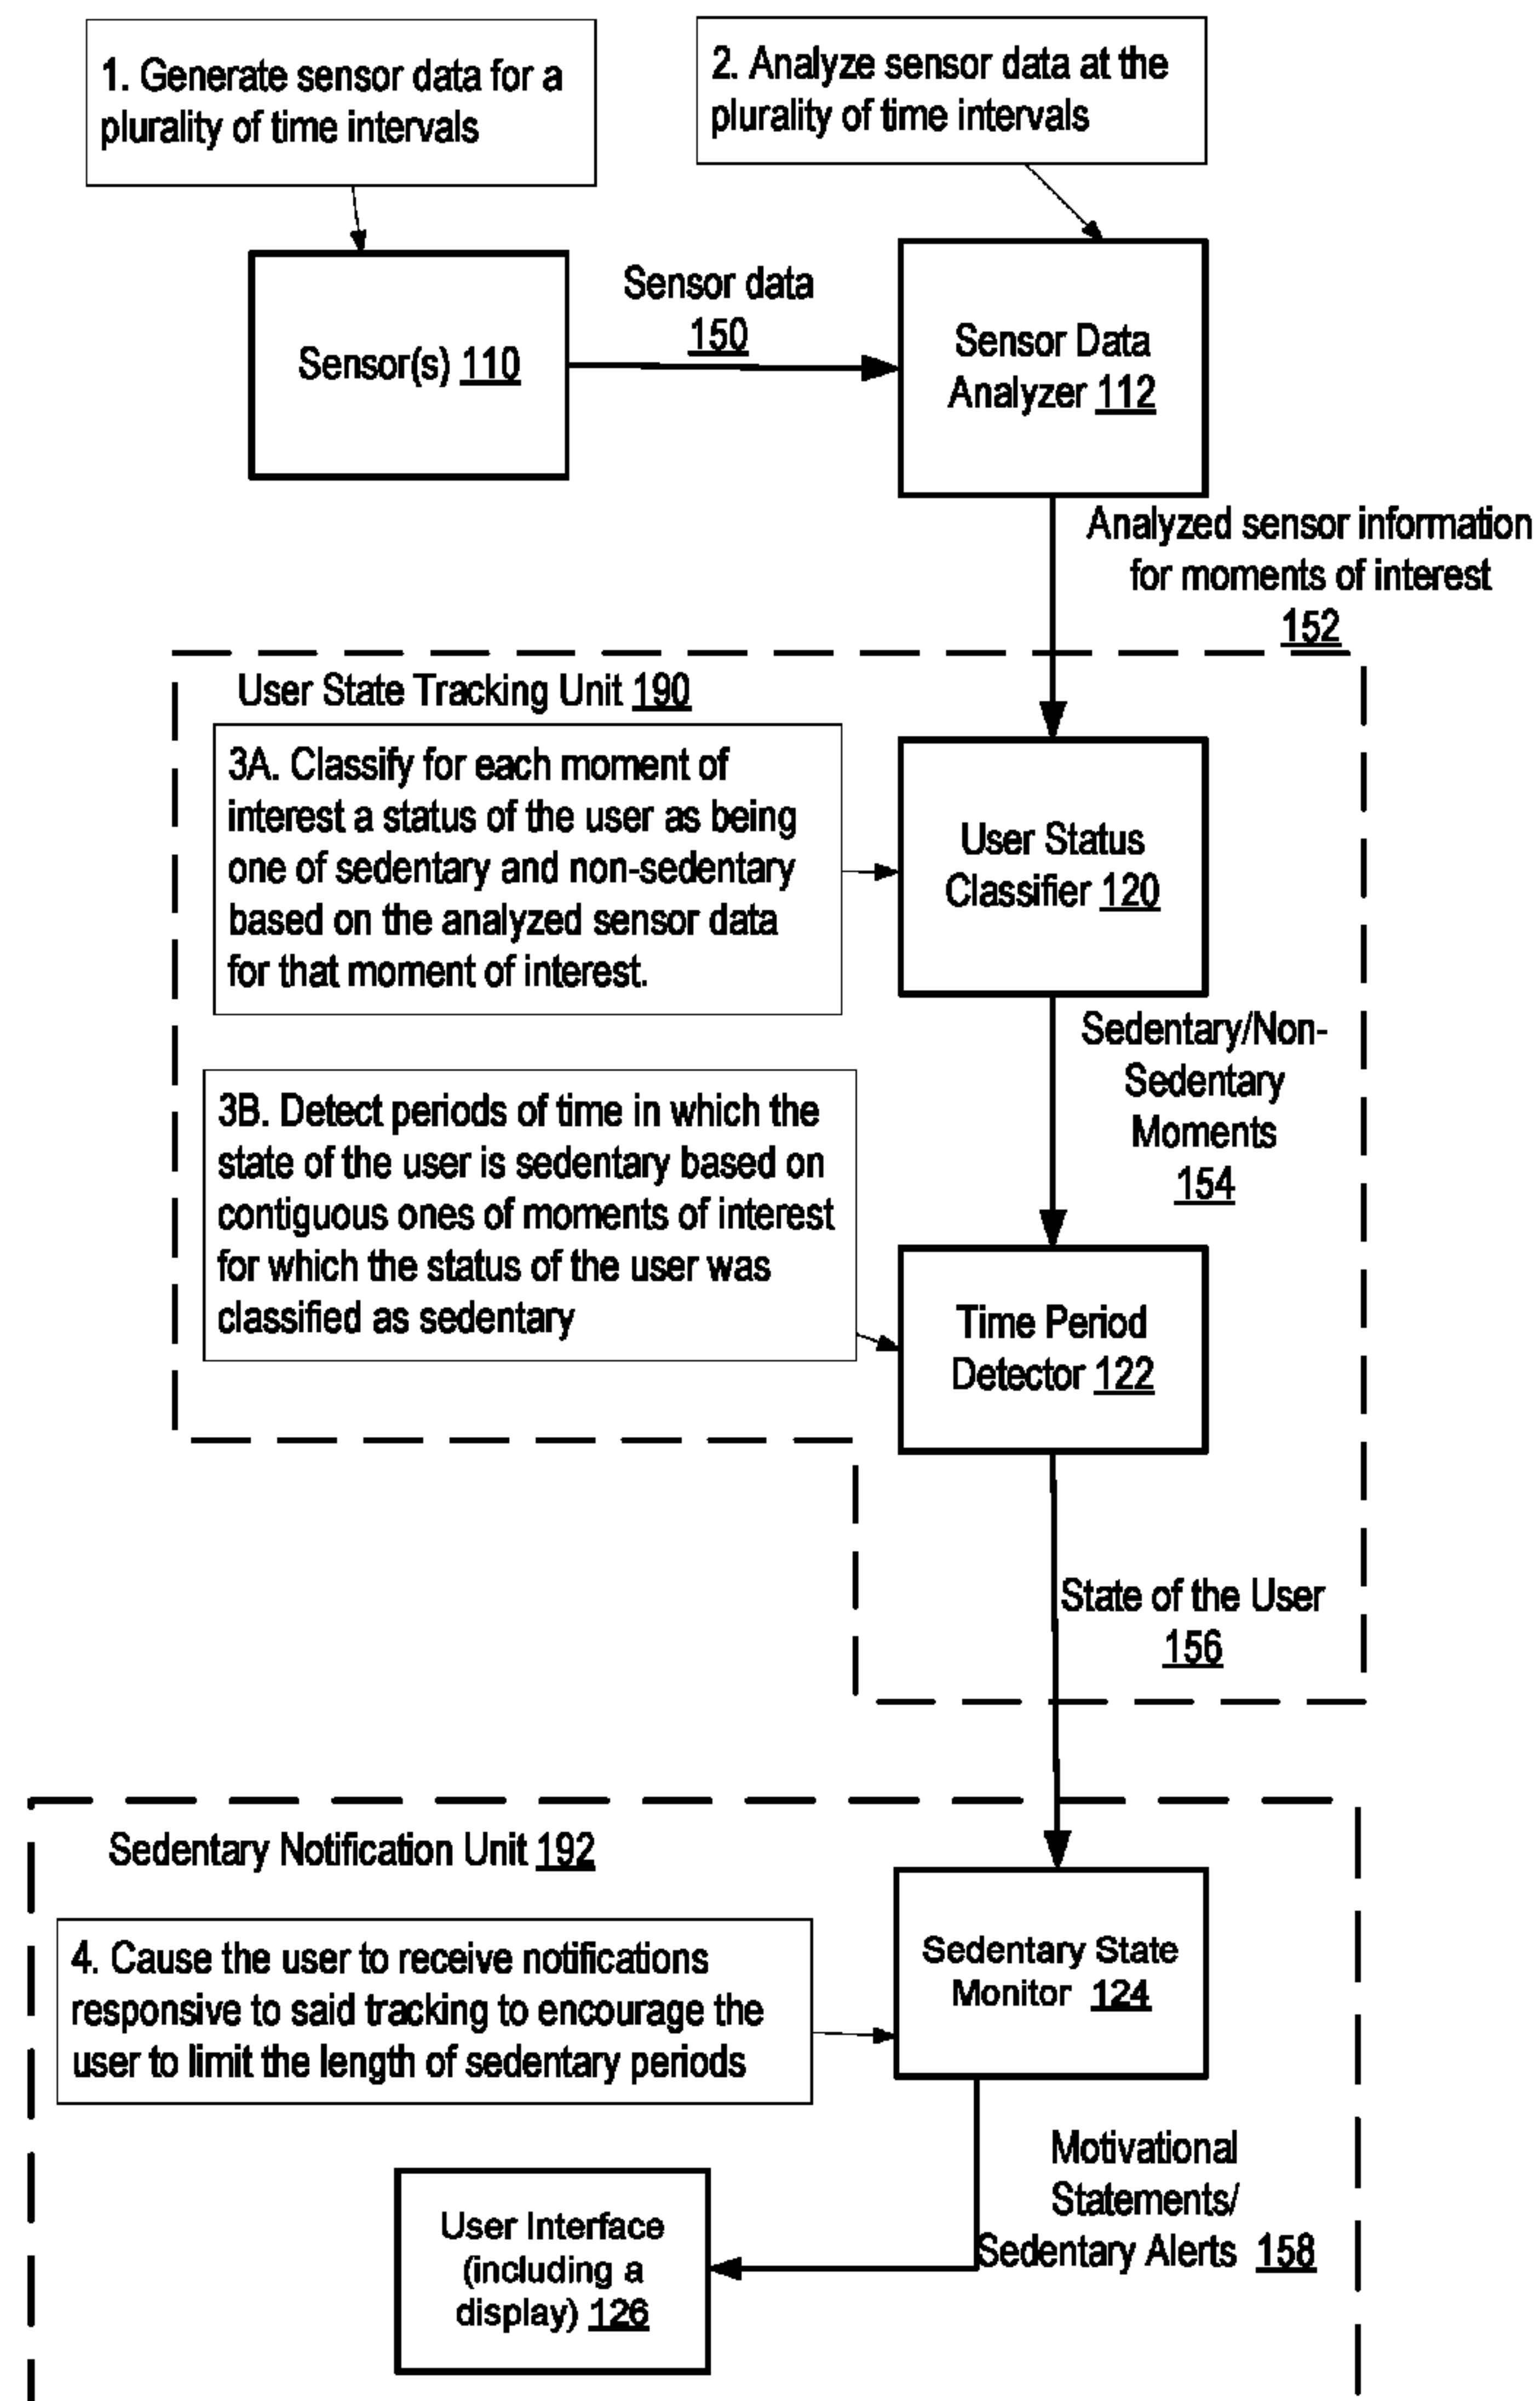 1. Generate sensor data for a
plurality of time intervals
2. Analyze sensor data at the
plurality of time intervals
Sensor(s) 110
Sensor data
150
Sensor Data
Analyzer 112
Analyzed sensor information
for moments of interest
152
User State Tracking Unit 190
3A. Classify for each moment of
interest a status of the user as being
one of sedentary and non-sedentary
based on the analyzed sensor data
for that moment of interest.
User Status
Classifier 120
Sedentary/Non-
Sedentary
Moments
154
3B. Detect periods of time in which the
state of the user is sedentary based on
contiguous ones of moments of interest
for which the status of the user was
classified as sedentary
Time Period
Detector 122
State of the User
156
Sedentary Notification Unit 192
4. Cause the user to receive notifications
responsive to said tracking to encourage the
user to limit the length of sedentary periods
Sedentary State
Monitor 124
Motivational
Statements/
Sedentary Alerts 158
User Interface
(including a
display) 126